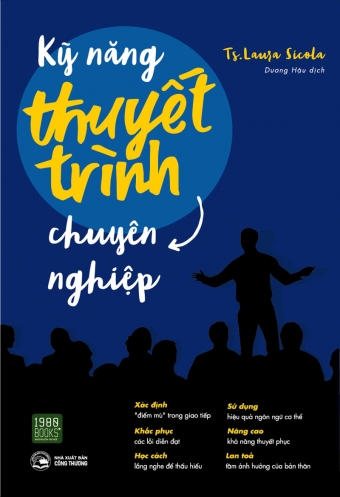 Kỹ năng
thuyết
trình
chuyên
nghiệp
Ts. Laura Sicola
Dương Hậu dịch
Xác định
"điểm mù" trong giao tiếp
Khắc phục
các lỗi diễn đạt
Học cách
lắng nghe để thấu hiểu
Sử dụng
hiệu quả ngôn ngữ cơ thể
Nâng cao
khả năng thuyết phục
Lan toả
tầm ảnh hưởng của bản thân
1980
BOOKS
NHÀ XUẤT BẢN
CÔNG THƯƠNG